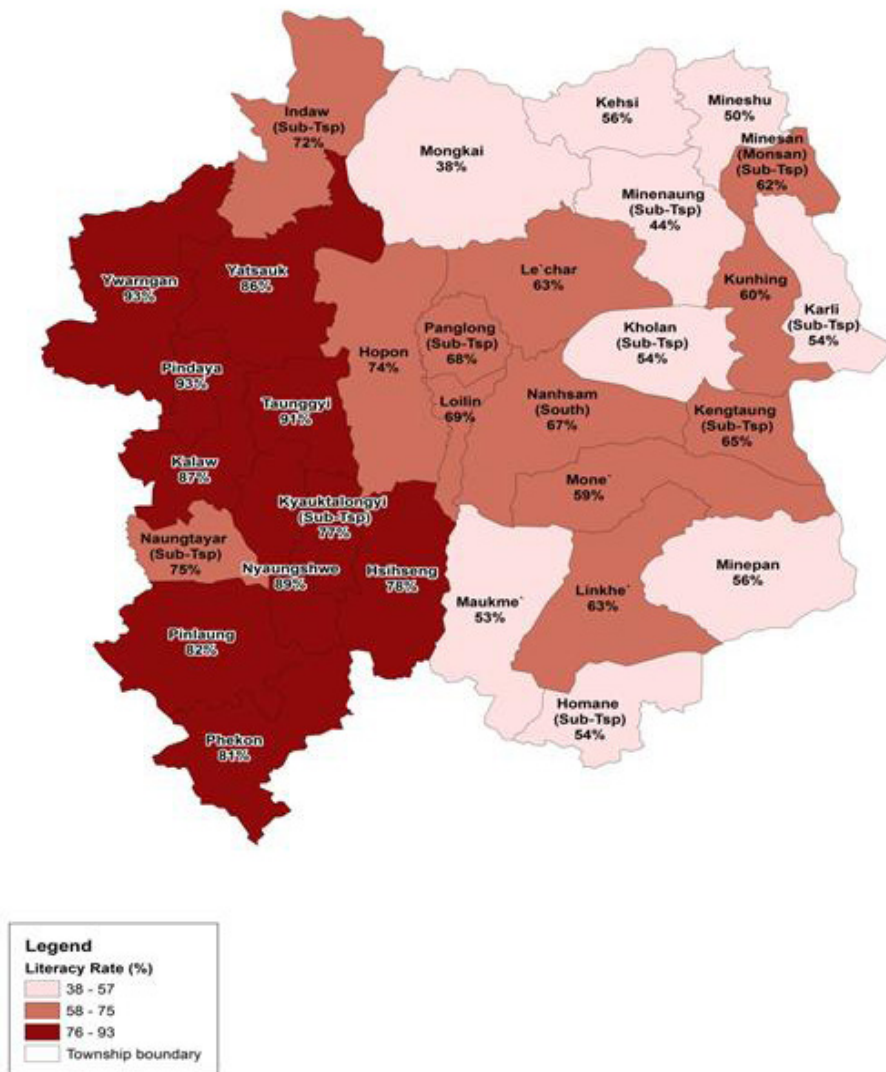 Indaw
(Sub-Tsp)
72%
Mongkai
38%
Kehsi
56%
Mineshu
50%
Minesan
(Monsan)
(Sub-Tsp)
62%
Minenaung
(Sub-Tsp)
44%
Ywarngan
93%
Yatsauk
86%
Le`char
63%
Kunhing
60%
Karli
(Sub-Tsp)
54%
Panglong
(Sub-Tsp)
68%
Kholan
(Sub-Tsp)
54%
Hopon
74%
Pindaya
93%
Taunggyi
91%
Loilin
69%
Nanhsam
(South)
67%
Kengtaung
(Sub-Tsp)
65%
Kalaw
87%
Mone`
59%
Kyauktalongyi
(Sub-Tsp)
77%
Naungtayar
(Sub-Tsp)
75%
Nyaungshwe
89%
Hsihseng
78%
Minepan
56%
Maukme`
53%
Linkhe`
63%
Pinlaung
82%
Homane
(Sub-Tsp)
54%
Phekon
81%
Legend
Literacy Rate (%)
38 - 57
58 - 75
76 - 93
Township boundary